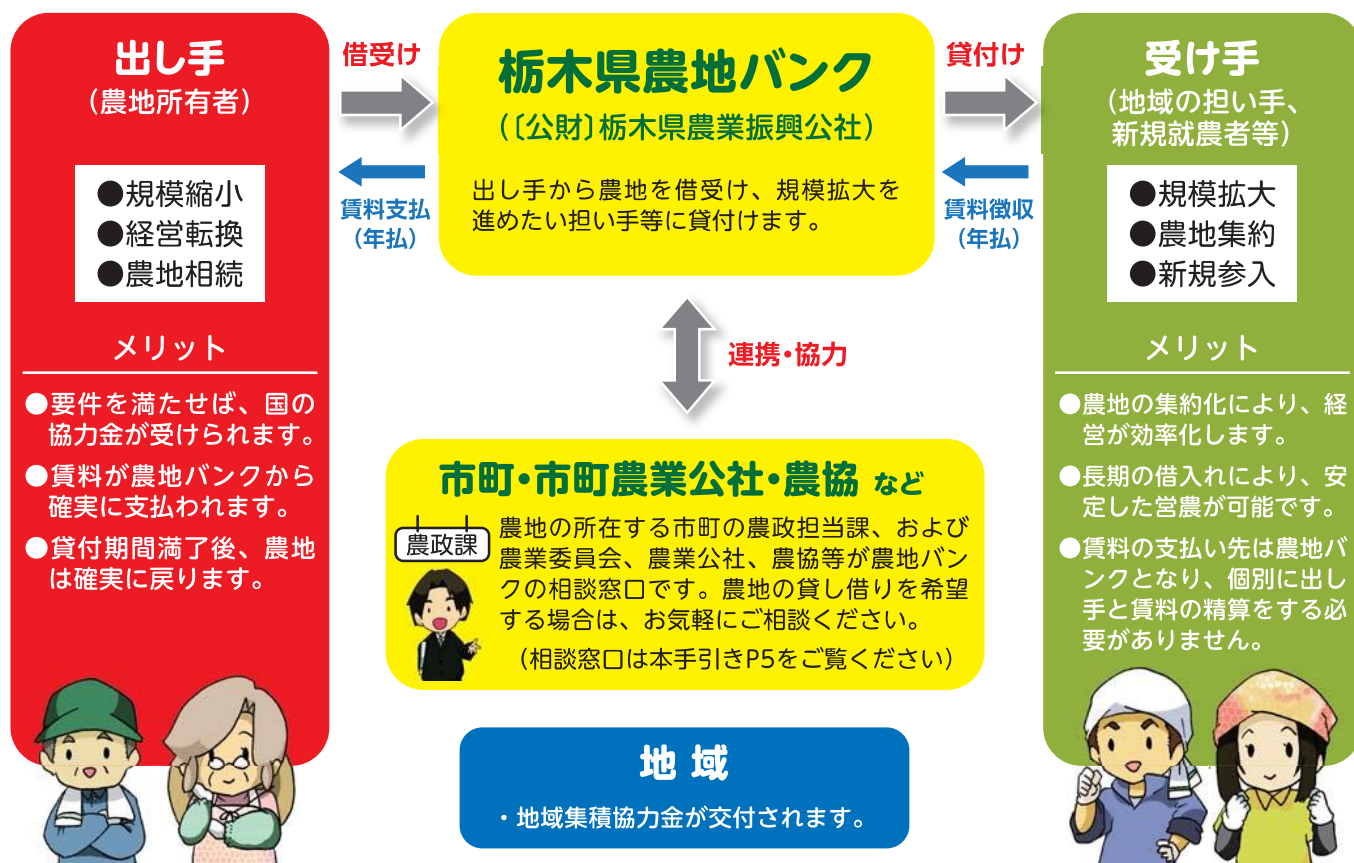 出し手
（農地所有者）
●規模縮小
●経営転換
●農地相続
メリット
●要件を満たせば、国の
協力金が受けられます。
●賃料が農地バンクから
確実に支払われます。
●貸付期間満了後、農地
は確実に戻ります。
借受け
賃料支払
（年払）
栃木県農地バンク
（〔公財〕栃木県農業振興公社）
出し手から農地を借受け、規模拡大を
進めたい担い手等に貸付けます。
貸付け
賃料徴収
（年払）
連携・協力
市町・市町農業公社・農協 など
農政課
農地の所在する市町の農政担当課、および
農業委員会、農業公社、農協等が農地バン
クの相談窓口です。農地の貸し借りを希望
する場合は、お気軽にご相談ください。
（相談窓口は本手引きP5をご覧ください）
地 域
・地域集積協力金が交付されます。
受け手
（地域の担い手、
新規就農者等）
●規模拡大
●農地集約
●新規参入
メリット
●農地の集約化により、経
営が効率化します。
●長期の借入れにより、安
定した営農が可能です。
●賃料の支払い先は農地バ
ンクとなり、個別に出し
手と賃料の精算をする必
要がありません。